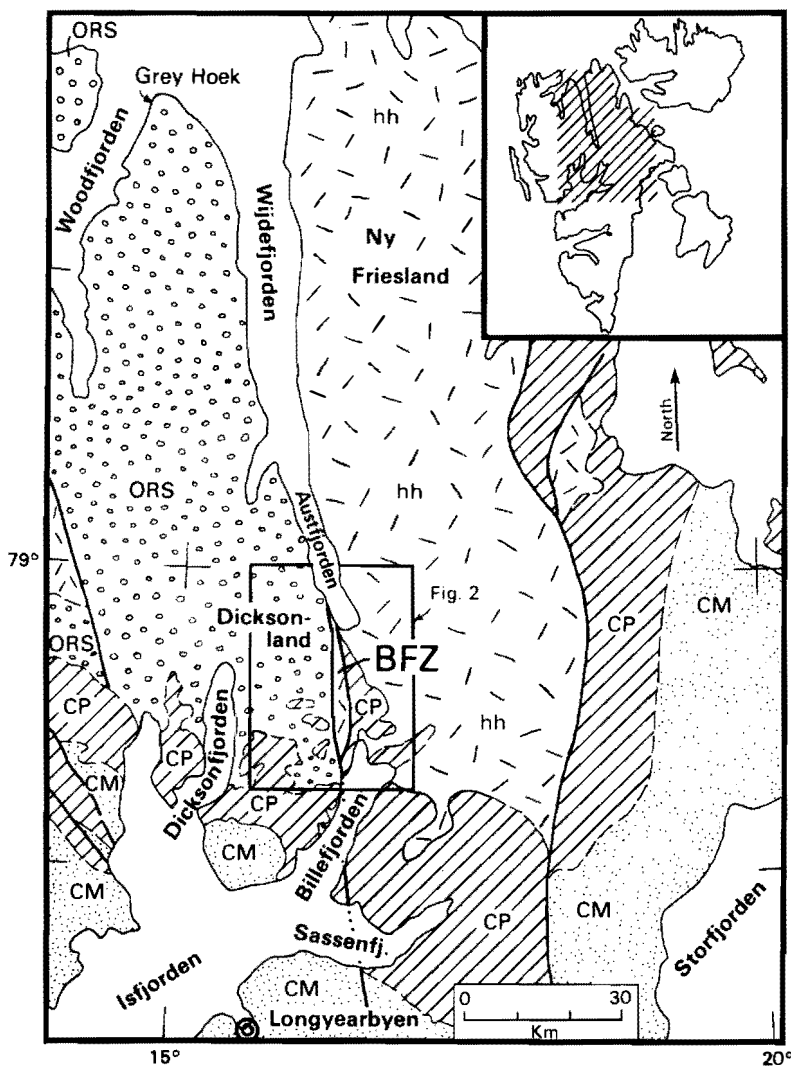 ORS
Grey Hoek
hh
Woodfjorden
Wijdefjorden
Ny
Friesland
North
ORS
hh
Austfjorden
79°
Fig. 2
Dickson-
land
CP
CM
ORS
BFZ
CP
CP
hh
CP
Dicksonfjorden
CM
CP
Billefjorden
CM
CM
CP
CM
Storfjorden
Sassenfj.
Isfjorden
CM
0 30
Km
Longyearbyen
15°
20°